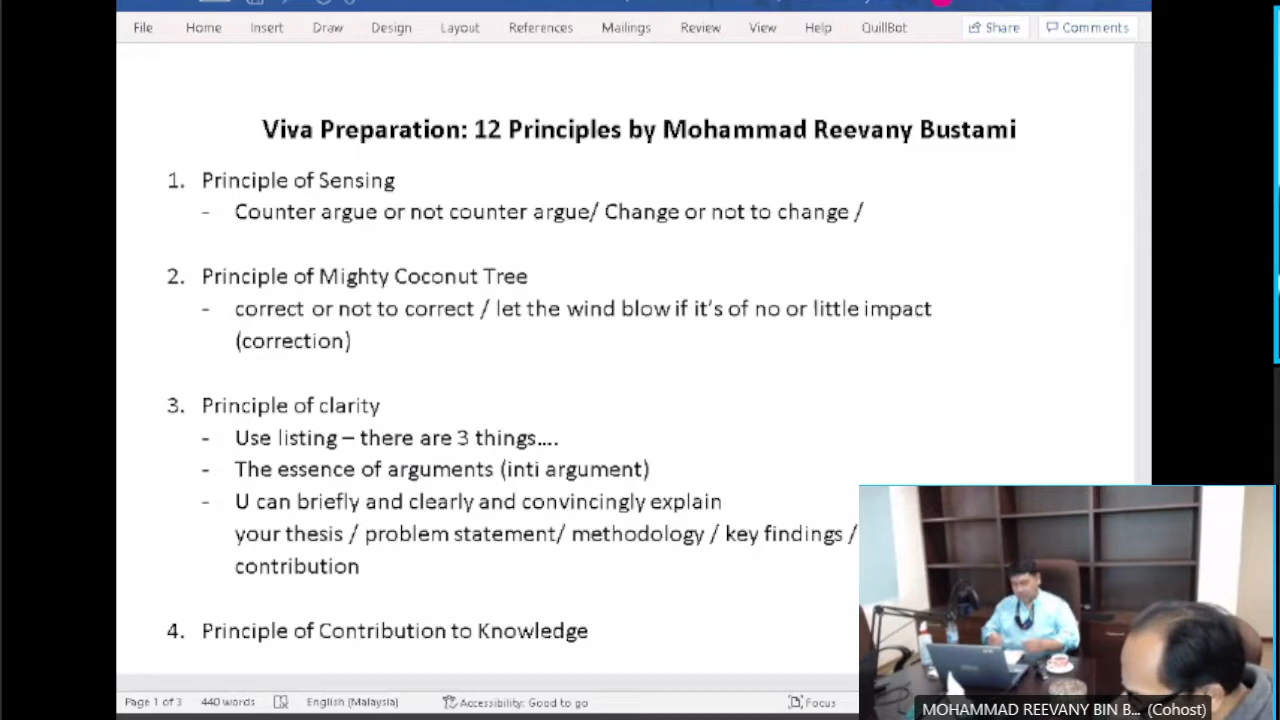 File Home Insert Draw Design Layout References Mailings Review View Help QuillBot Share Comments
Viva Preparation: 12 Principles by Mohammad Reevany Bustami
1. Principle of Sensing
- Counter argue or not counter argue/ Change or not to change /
2. Principle of Mighty Coconut Tree
- correct or not to correct / let the wind blow if it's of no or little impact
(correction)
3. Principle of clarity
- Use listing – there are 3 things....
- The essence of arguments (inti argument)
- U can briefly and clearly and convincingly explain
your thesis / problem statement/ methodology / key findings /
contribution
4. Principle of Contribution to Knowledge
Page 1 of 3 440 words English (Malaysia) Accessibility: Good to go Focus
MOHAMMAD REEVANY BIN B... (Cohost)